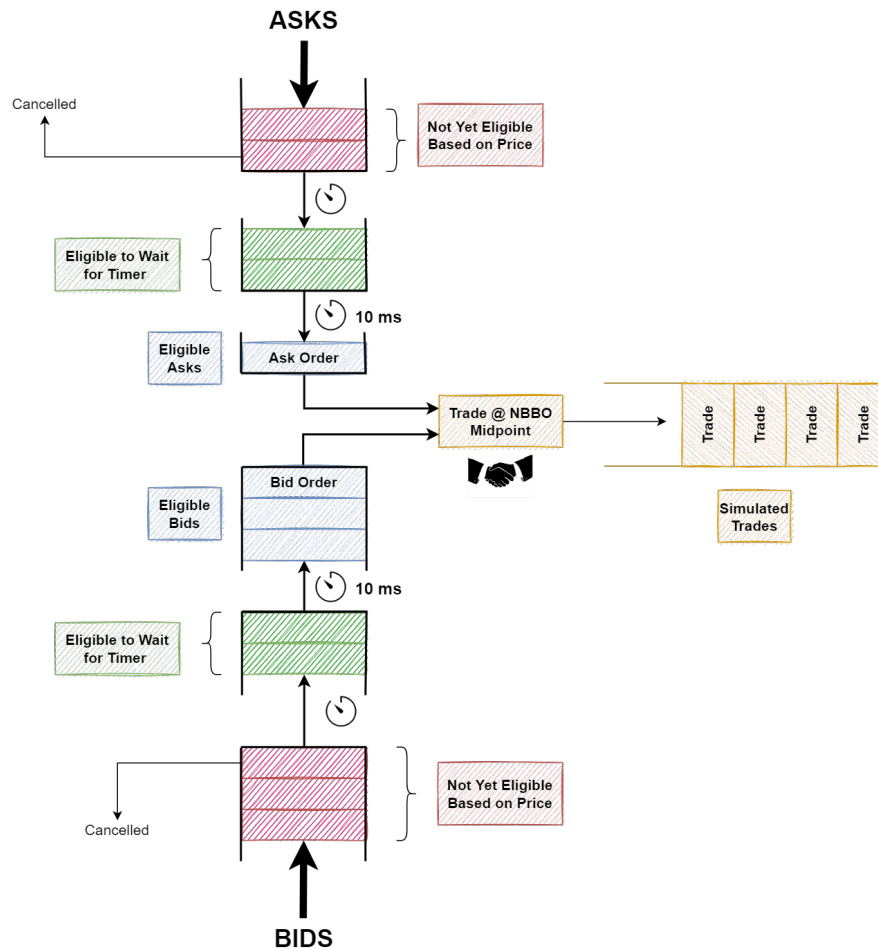 ASKS
Cancelled
Not Yet Eligible
Based on Price
Eligible to Wait
for Timer
10 ms
Eligible
Asks
Ask Order
Trade @ NBBO
Midpoint
Trade
Trade
Trade
Trade
Bid Order
Eligible
Bids
Simulated
Trades
10 ms
Eligible to Wait
for Timer
Not Yet Eligible
Based on Price
Cancelled
BIDS